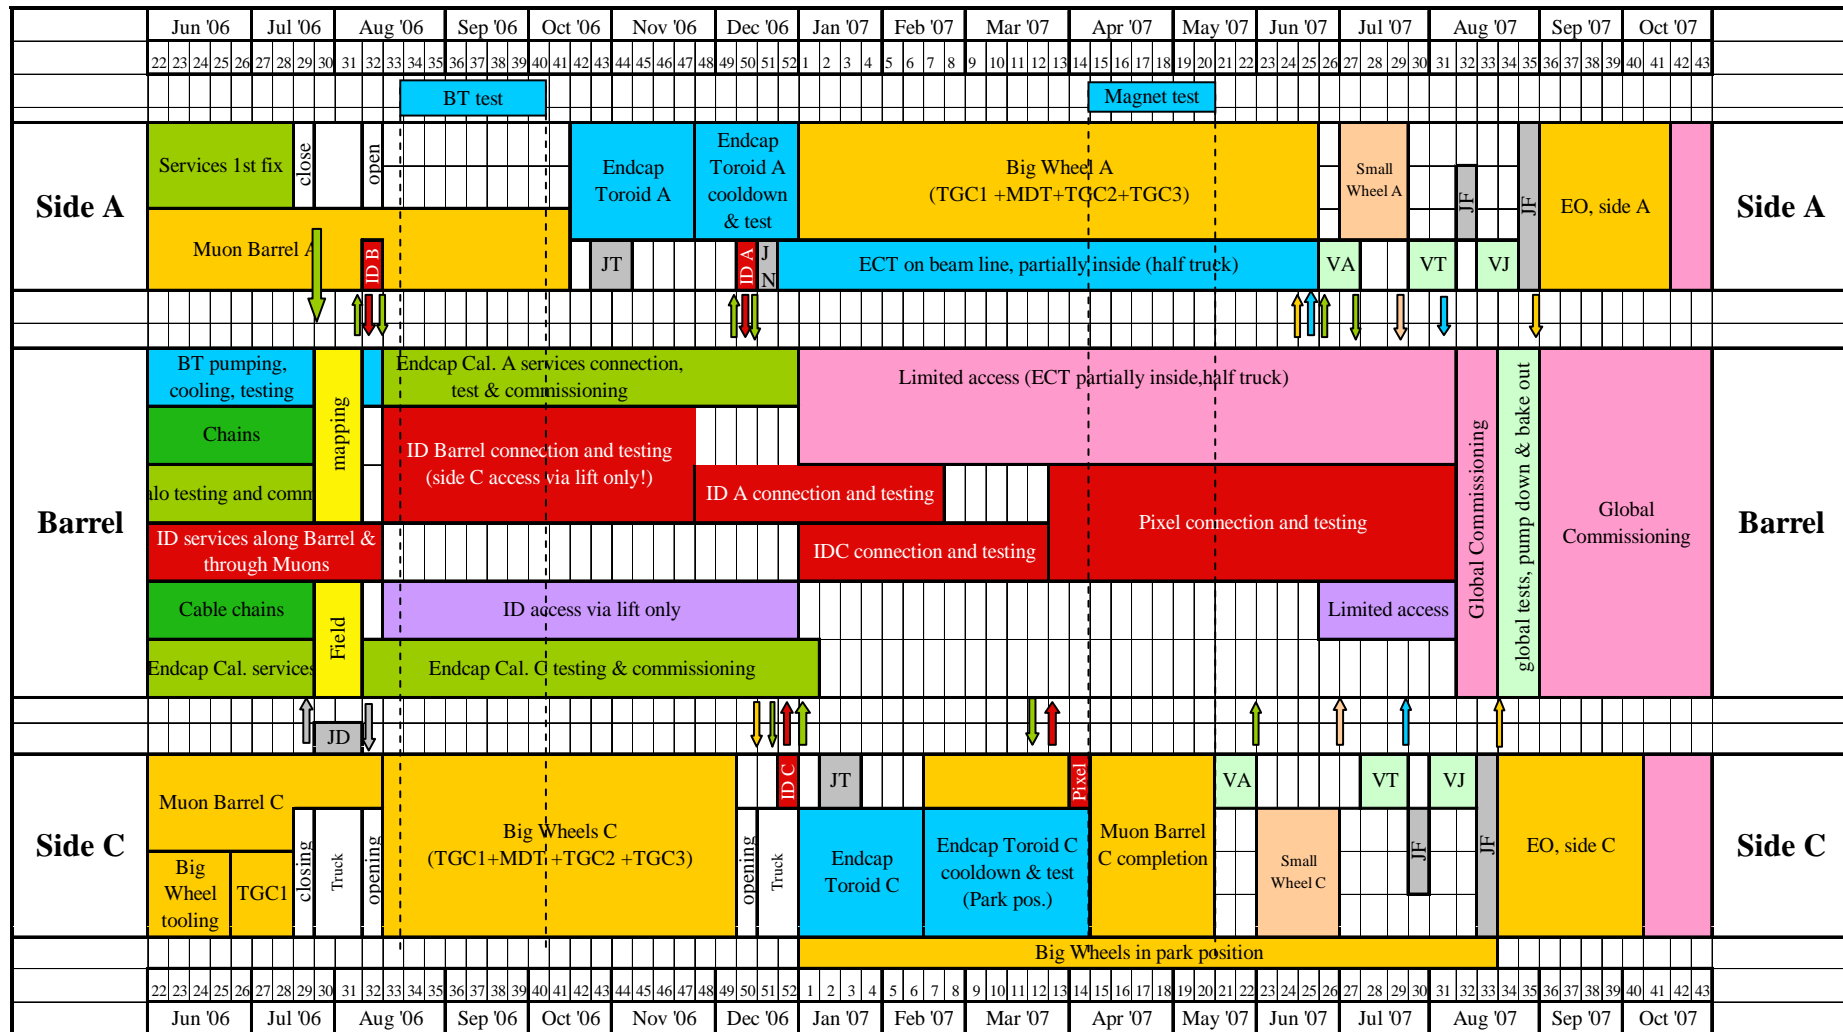 Jun '06 Jul '06 Aug '06 Sep '06 Oct '06 Nov '06 Dec '06 Jan '07 Feb '07 Mar '07 Apr '07 May '07 Jun '07 Jul '07 Aug '07 Sep '07 Oct '07
22 23 24 25 26 27 28 29 30 31 32 33 34 35 36 37 38 39 40 41 42 43 44 45 46 47 48 49 50 51 52 1 2 3 4 5 6 7 8 9 10 11 12 13 14 15 16 17 18 19 20 21 22 23 24 25 26 27 28 29 30 31 32 33 34 35 36 37 38 39 40 41 42 43
BT test
Magnet test
Side A
Services 1st fix
close
open
Muon Barrel A
ID B
Endcap
Toroid A
JT
Endcap
Toroid A
cooldown
& test
ID A
J
N
Big Wheel A
(TGC1 +MDT+TGC2+TGC3)
ECT on beam line, partially inside (half truck)
VA
Small
Wheel A
VT
JF
VJ
JF
EO, side A
Side A
Barrel
BT pumping,
cooling, testing
Chains
alo testing and comm
ID services along Barrel &
through Muons
Cable chains
Endcap Cal. services
Field
mapping
Endcap Cal. A services connection,
test & commissioning
ID Barrel connection and testing
(side C access via lift only!)
ID A connection and testing
ID access via lift only
Endcap Cal. C testing & commissioning
Limited access (ECT partially inside,half truck)
IDC connection and testing
Pixel connection and testing
Limited access
Global Commissioning
global tests, pump down & bake out
Global
Commissioning
Barrel
JD
Side C
Muon Barrel C
Big
Wheel
tooling
TGC1
closing
Truck
opening
Big Wheels C
(TGC1+MDT +TGC2 +TGC3)
opening
Truck
ID C
JT
Endcap
Toroid C
Endcap Toroid C
cooldown & test
(Park pos.)
Pixel
Muon Barrel
C completion
VA
Small
Wheel C
VT
JF
VJ
JF
EO, side C
Side C
Big Wheels in park position
22 23 24 25 26 27 28 29 30 31 32 33 34 35 36 37 38 39 40 41 42 43 44 45 46 47 48 49 50 51 52 1 2 3 4 5 6 7 8 9 10 11 12 13 14 15 16 17 18 19 20 21 22 23 24 25 26 27 28 29 30 31 32 33 34 35 36 37 38 39 40 41 42 43
Jun '06 Jul '06 Aug '06 Sep '06 Oct '06 Nov '06 Dec '06 Jan '07 Feb '07 Mar '07 Apr '07 May '07 Jun '07 Jul '07 Aug '07 Sep '07 Oct '07